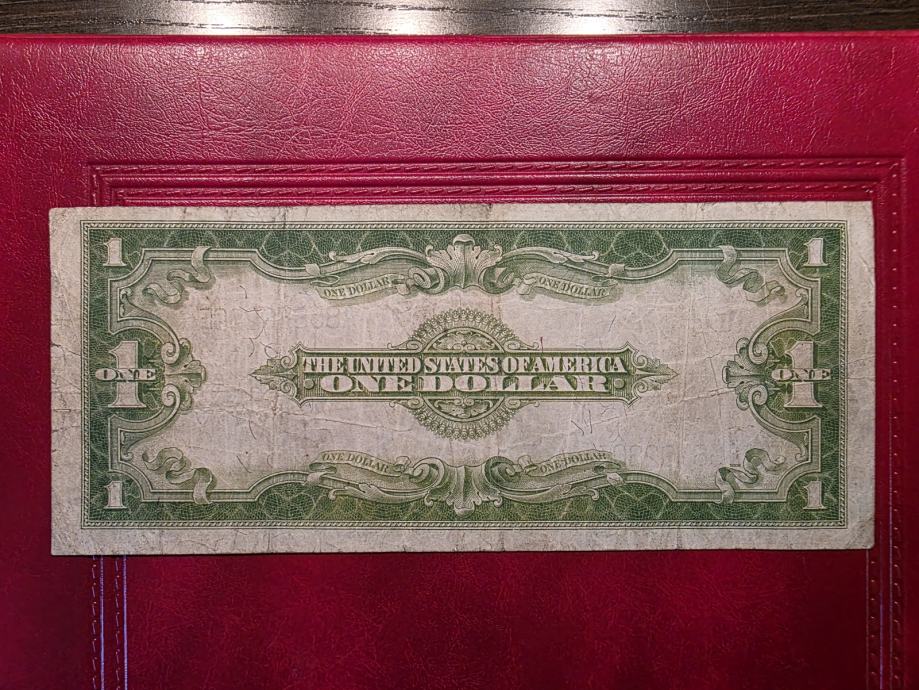 1 1
ONE DOLLAR ONE DOLLAR
THE UNITED STATES OF AMERICA
1 ONE ONE DOLLAR 1 ONE
ONE DOLLAR ONE DOLLAR
1 1